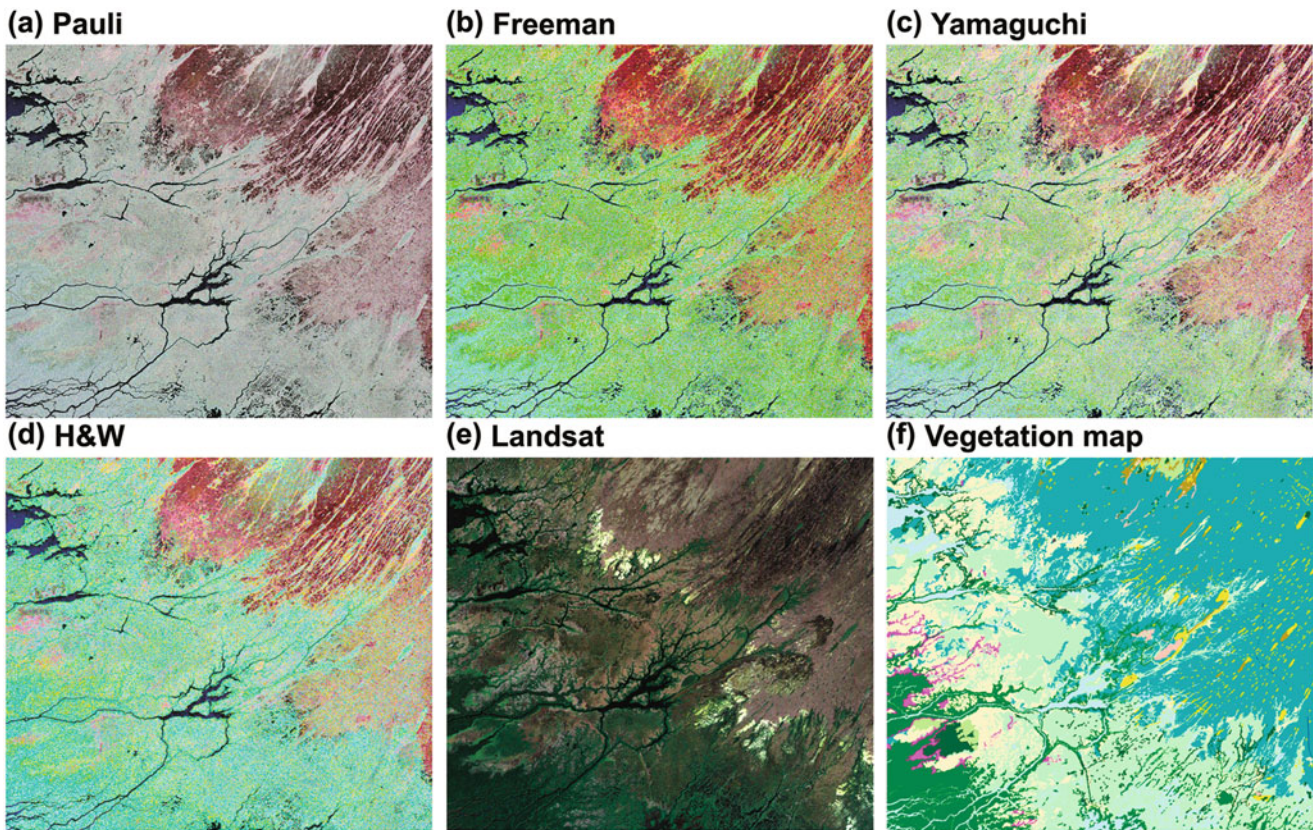 (a) Pauli
(b) Freeman
(c) Yamaguchi
(d) H&W
(e) Landsat
(f) Vegetation map